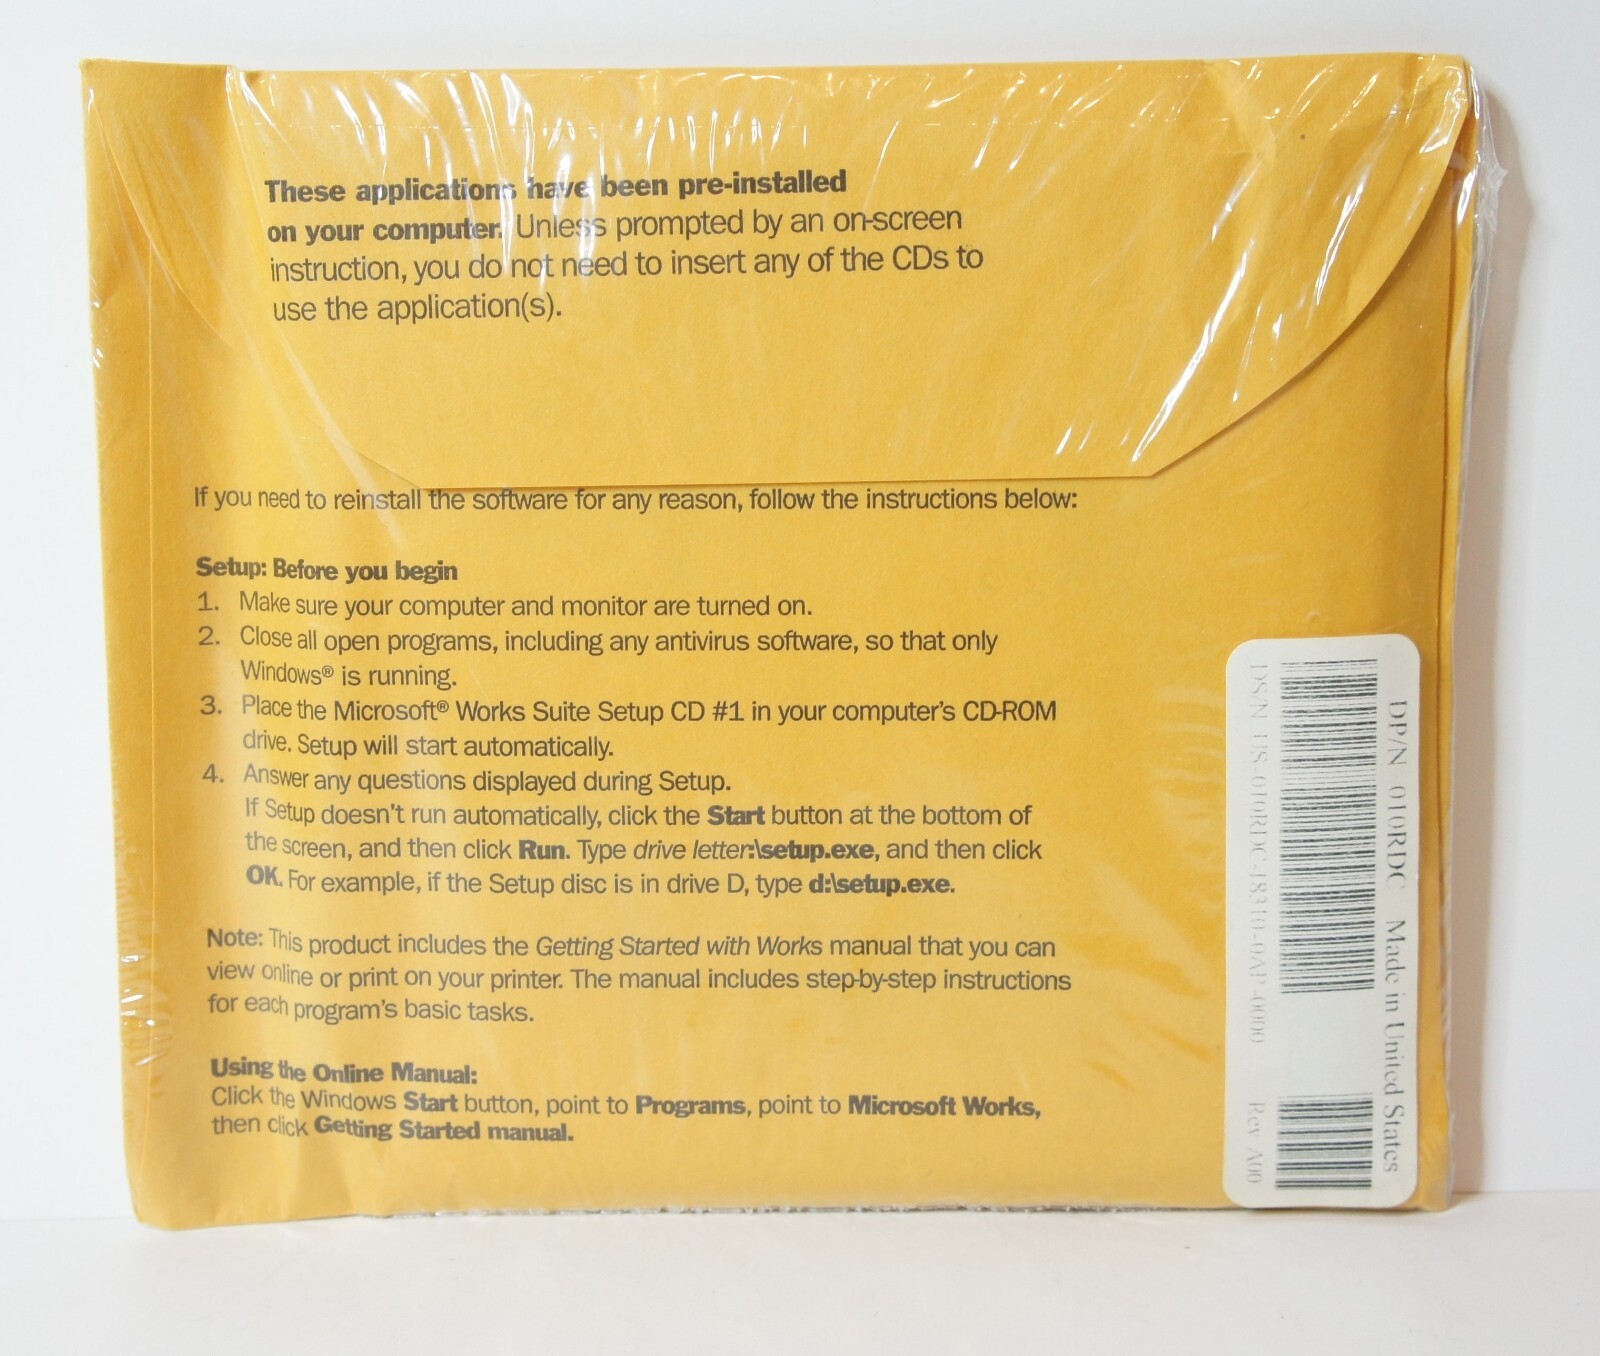 These applications have been pre-installed
on your computer. Unless prompted by an on-screen
instruction, you do not need to insert any of the CDs to
use the application(s).
If you need to reinstall the software for any reason, follow the instructions below:
Setup: Before you begin
1. Make sure your computer and monitor are turned on.
2. Close all open programs, including any antivirus software, so that only
Windows® is running.
3. Place the Microsoft® Works Suite Setup CD #1 in your computer's CD-ROM
drive. Setup will start automatically.
4. Answer any questions displayed during Setup.
If Setup doesn't run automatically, click the Start button at the bottom of
the screen, and then click Run. Type drive letter:\setup.exe, and then click
OK. For example, if the Setup disc is in drive D, type d:\setup.exe.
Note: This product includes the Getting Started with Works manual that you can
view online or print on your printer. The manual includes step-by-step instructions
for each program's basic tasks.
Using the Online Manual:
Click the Windows Start button, point to Programs, point to Microsoft Works,
then click Getting Started manual.
DP/N 010RDC Made in United States
DS/N US-010RDC-18310-0AP-0000 Rev A00